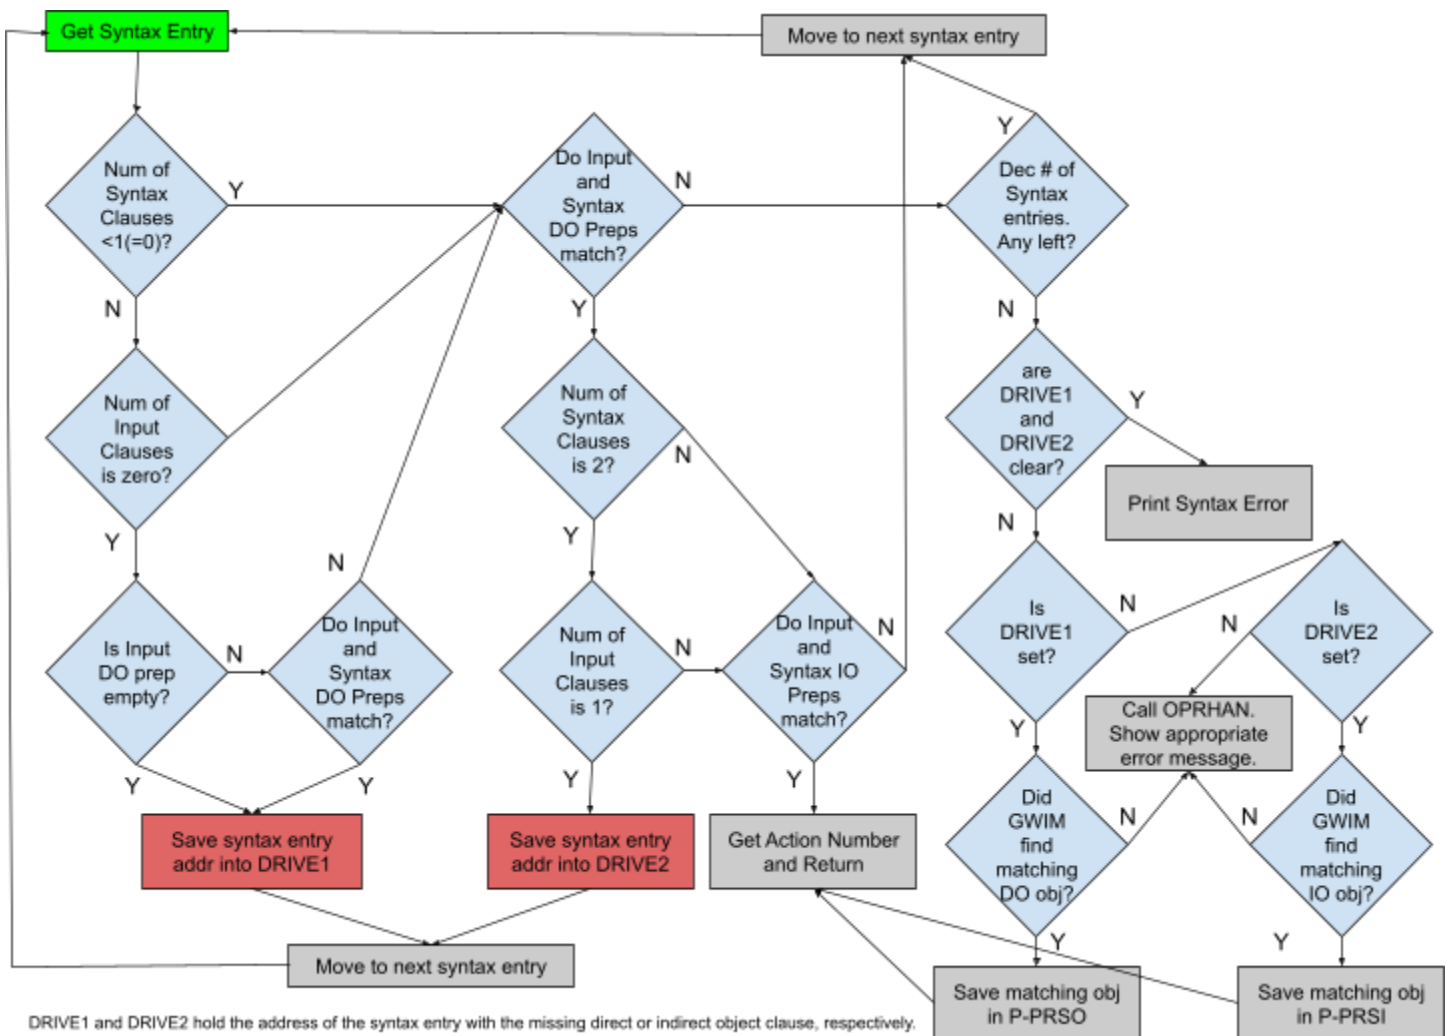 Get Syntax Entry
Move to next syntax entry
Num of
Syntax
Clauses
<1(=0)?
Y
N
Do Input
and
Syntax
DO Preps
match?
N
Y
Dec # of
Syntax
entries.
Any left?
Y
N
Num of
Input
Clauses
is zero?
Y
Num of
Syntax
Clauses
is 2?
N
Y
are
DRIVE1
and
DRIVE2
clear?
Y
N
Print Syntax Error
Is Input
DO prep
empty?
N
Y
Do Input
and
Syntax
DO Preps
match?
N
Y
Num of
Input
Clauses
is 1?
N
Y
Do Input
and
Syntax IO
Preps
match?
N
Y
Is
DRIVE1
set?
N
Y
Is
DRIVE2
set?
N
Y
Call OPRHAN.
Show appropriate
error message.
Save syntax entry
addr into DRIVE1
Save syntax entry
addr into DRIVE2
Get Action Number
and Return
Did
GWIM
find
matching
DO obj?
N
Y
Did
GWIM
find
matching
IO obj?
N
Y
Move to next syntax entry
Save matching obj
in P-PRSO
Save matching obj
in P-PRSI
DRIVE1 and DRIVE2 hold the address of the syntax entry with the missing direct or indirect object clause, respectively.